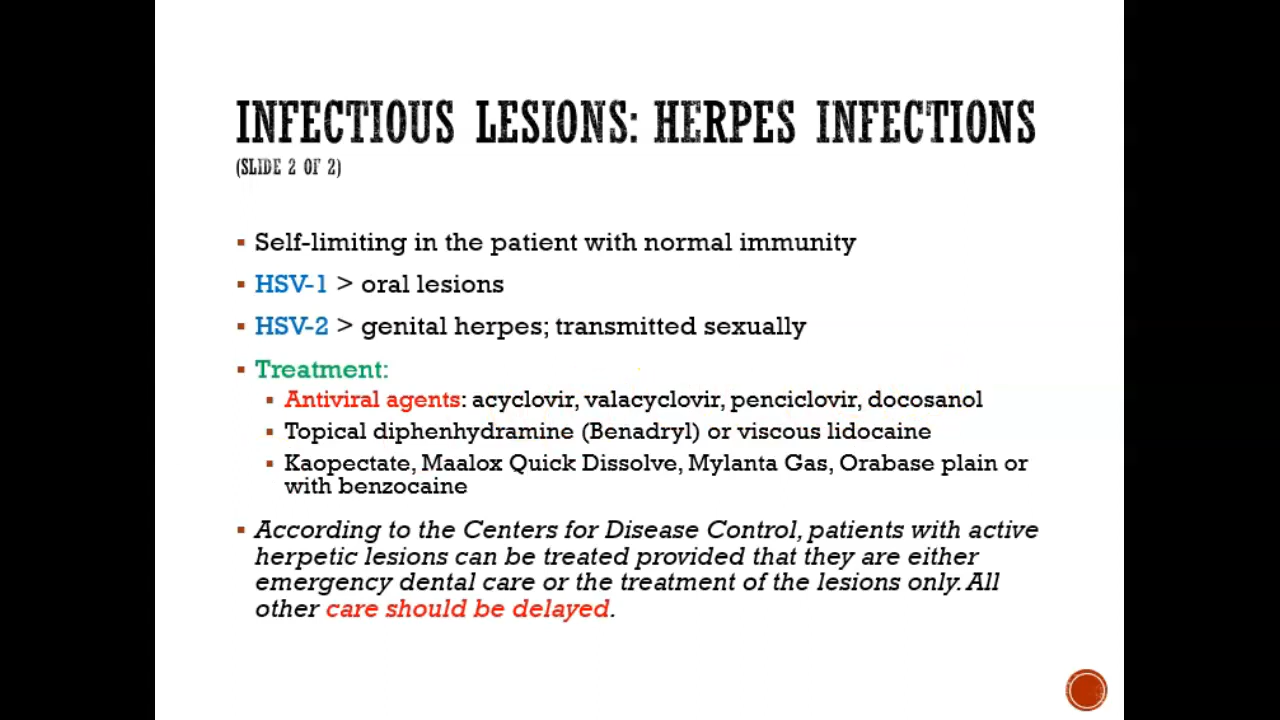 INFECTIOUS LESIONS: HERPES INFECTIONS
(SLIDE 2 OF 2)
▪ Self-limiting in the patient with normal immunity
▪ HSV-1 > oral lesions
▪ HSV-2 > genital herpes; transmitted sexually
▪ Treatment:
▪ Antiviral agents: acyclovir, valacyclovir, penciclovir, docosanol
▪ Topical diphenhydramine (Benadryl) or viscous lidocaine
▪ Kaopectate, Maalox Quick Dissolve, Mylanta Gas, Orabase plain or
with benzocaine
▪ According to the Centers for Disease Control, patients with active
herpetic lesions can be treated provided that they are either
emergency dental care or the treatment of the lesions only. All
other care should be delayed.